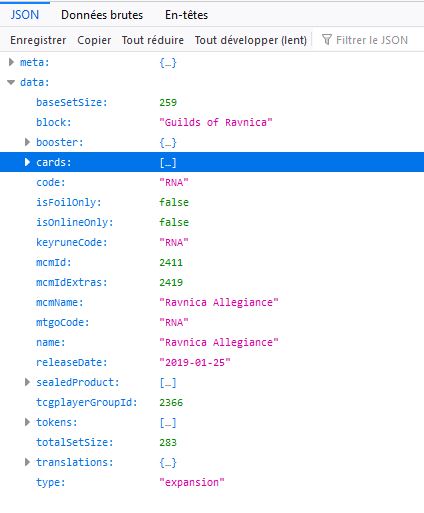 JSON Données brutes En-têtes
Enregistrer Copier Tout réduire Tout développer (lent) Filtrer le JSON
meta: {…}
data:
baseSetSize: 259
block: "Guilds of Ravnica"
booster: {…}
cards: […]
code: "RNA"
isFoilOnly: false
isOnlineOnly: false
keyruneCode: "RNA"
mcmId: 2411
mcmIdExtras: 2419
mcmName: "Ravnica Allegiance"
mtgoCode: "RNA"
name: "Ravnica Allegiance"
releaseDate: "2019-01-25"
sealedProduct: […]
tcgplayerGroupId: 2366
tokens: […]
totalSetSize: 283
translations: {…}
type: "expansion"